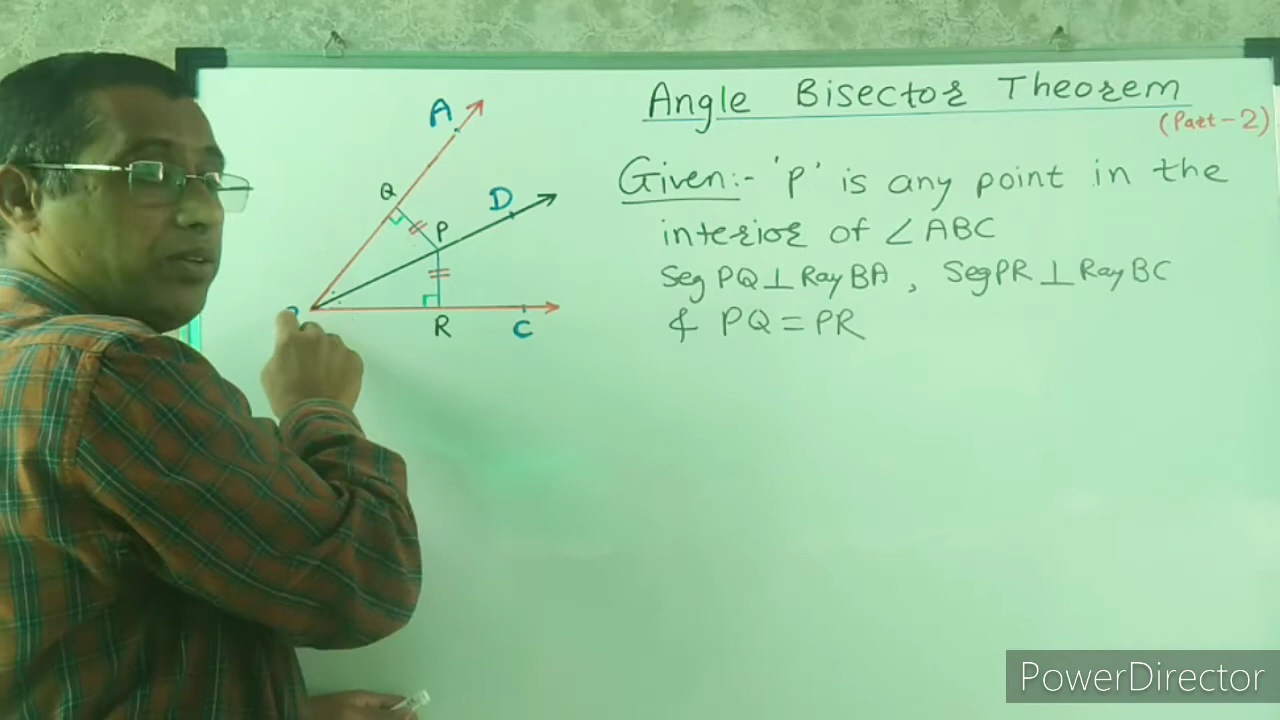 Angle Bisector Theorem
(Part-2)
Given:- 'P' is any point in the
interior of ∠ABC
Seg PQ ⊥ Ray BA , Seg PR ⊥ Ray BC
& PQ = PR
A
Q
D
P
R
C
PowerDirector